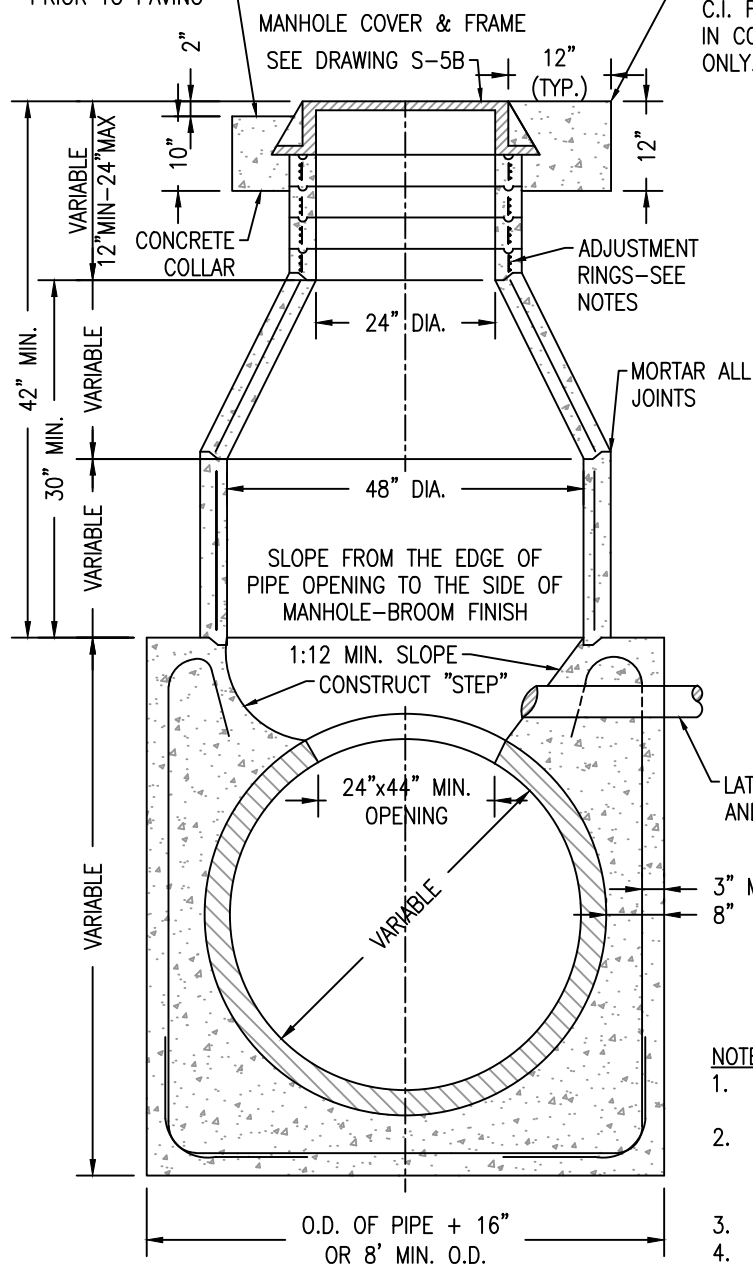 PRIOR TO PAVING
2"
MANHOLE COVER & FRAME
SEE DRAWING S-5B
12"
(TYP.)
C.I. F
IN CO
ONLY.
VARIABLE
12"MIN-24"MAX
10"
12"
CONCRETE
COLLAR
ADJUSTMENT
RINGS-SEE
NOTES
24" DIA.
42" MIN.
30" MIN.
VARIABLE
MORTAR ALL
JOINTS
48" DIA.
VARIABLE
SLOPE FROM THE EDGE OF
PIPE OPENING TO THE SIDE OF
MANHOLE-BROOM FINISH
1:12 MIN. SLOPE
CONSTRUCT "STEP"
24"x44" MIN.
OPENING
LAT
AND
VARIABLE
VARIABLE
3" M
8"
NOTE
1.
2.
3.
4.
O.D. OF PIPE + 16"
OR 8' MIN. O.D.